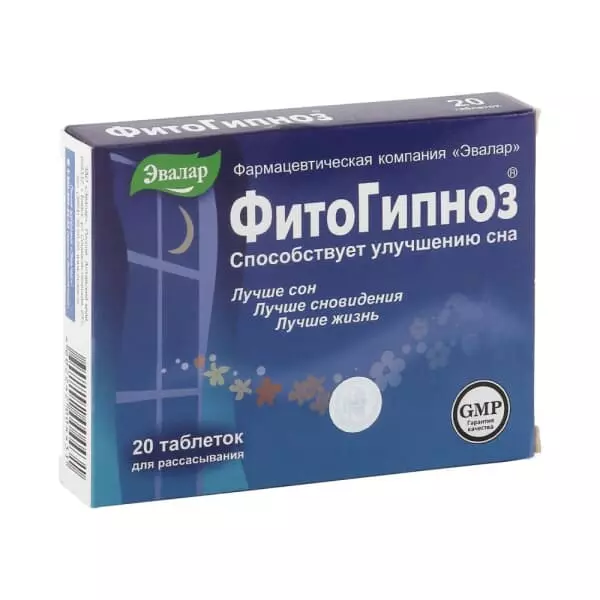 ФитоГипноз®
20
таблеток
Эвалар
Фармацевтическая компания «Эвалар»
ФитоГипноз®
Способствует улучшению сна
Лучше сон
Лучше сновидения
Лучше жизнь
GMP
Гарантия
качества
20 таблеток
для рассасывания